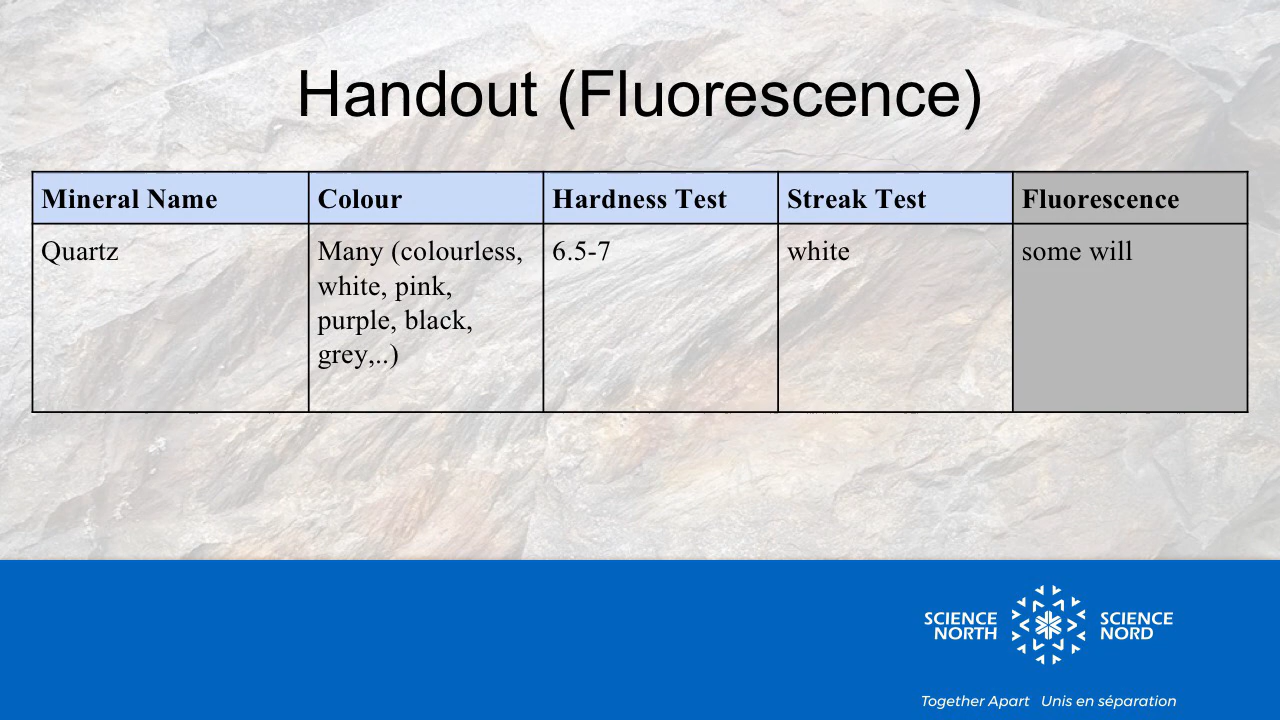 Handout (Fluorescence)
Mineral Name Colour Hardness Test Streak Test Fluorescence
Quartz Many (colourless, 6.5-7 white some will
white, pink,
purple, black,
grey,..)
SCIENCE NORTH SCIENCE NORD
Together Apart Unis en séparation